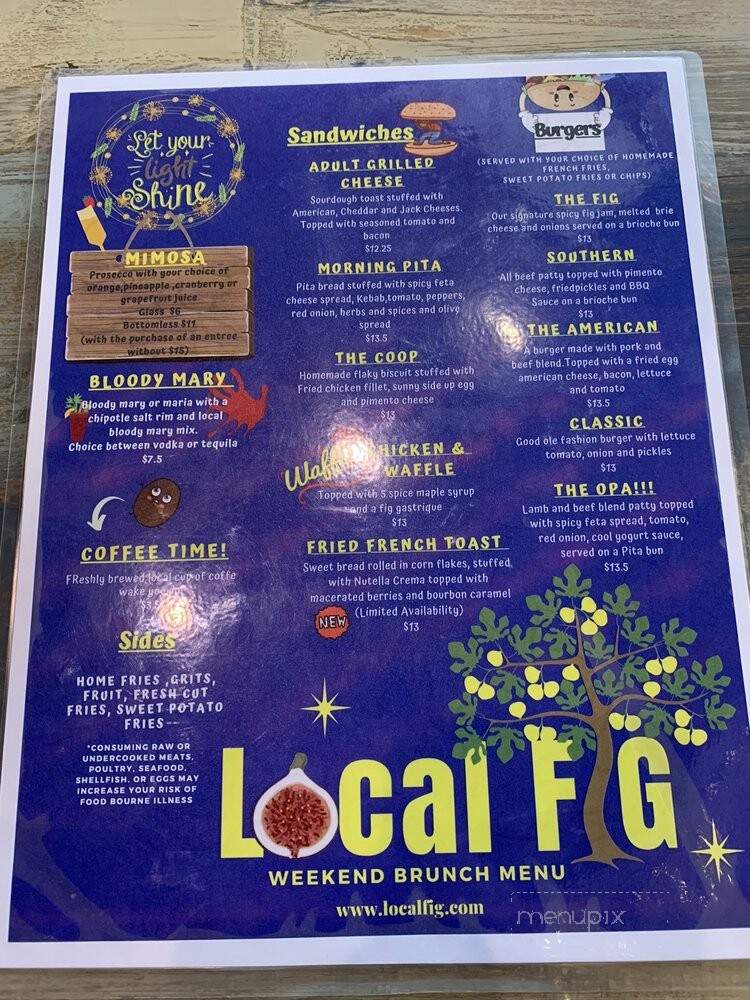 Let your
light
Shine
MIMOSA
Prosecco with your choice of
orange,pineapple ,cranberry or
grapefruit juice
Glass $6
Bottomless $11
(with the purchase of an entree
without $15)
BLOODY MARY
Bloody mary or maria with a
chipotle salt rim and local
bloody mary mix.
Choice between vodka or tequila
$7.5
COFFEE TIME!
FReshly brewed local cup of coffe
wake
Sides
HOME FRIES ,GRITS,
FRUIT, FRESH CUT
FRIES, SWEET POTATO
FRIES--
*CONSUMING RAW OR
UNDERCOOKED MEATS,
POULTRY, SEAFOOD,
SHELLFISH, OR EGGS MAY
INCREASE YOUR RISK OF
FOOD BOURNE ILLNESS
Sandwiches
ADULT GRILLED
CHEESE
Sourdough toast stuffed with
American, Cheddar and Jack Cheeses.
Topped with seasoned tomato and
bacon
$12.25
MORNING PITA
Pita bread stuffed with spicy feta
cheese spread, Kebab,tomato, peppers,
red onion, herbs and spices and olive
spread
$13.5
THE COOP
Homemade flaky biscuit stuffed with
Fried chicken fillet, sunny side up egg
and pimento cheese
$13
Waffle
CHICKEN &
WAFFLE
Topped with 5 spice maple syrup
and a fig gastrique
$13
FRIED FRENCH TOAST
Sweet bread rolled in corn flakes, stuffed
with Nutella Crema topped with
macerated berries and bourbon caramel
(Limited Availability)
NEW
$13
Burgers
(SERVED WITH YOUR CHOICE OF HOMEMADE
FRENCH FRIES,
SWEET POTATO FRIES OR CHIPS)
THE FIG
Our signature spicy fig jam, melted brie
cheese and onions served on a brioche bun
$13
SOUTHERN
All beef patty topped with pimento
cheese, friedpickles and BBQ
Sauce on a brioche bun
$13
THE AMERICAN
A burger made with pork and
beef blend.Topped with a fried egg
american cheese, bacon, lettuce
and tomato
$13.5
CLASSIC
Good ole fashion burger with lettuce
tomato, onion and pickles
$13
THE OPA!!!
Lamb and beef blend patty topped
with spicy feta spread, tomato,
red onion, cool yogurt sauce,
served on a Pita bun
$13.5
Local FIG
WEEKEND BRUNCH MENU
www.localfig.com
menupix